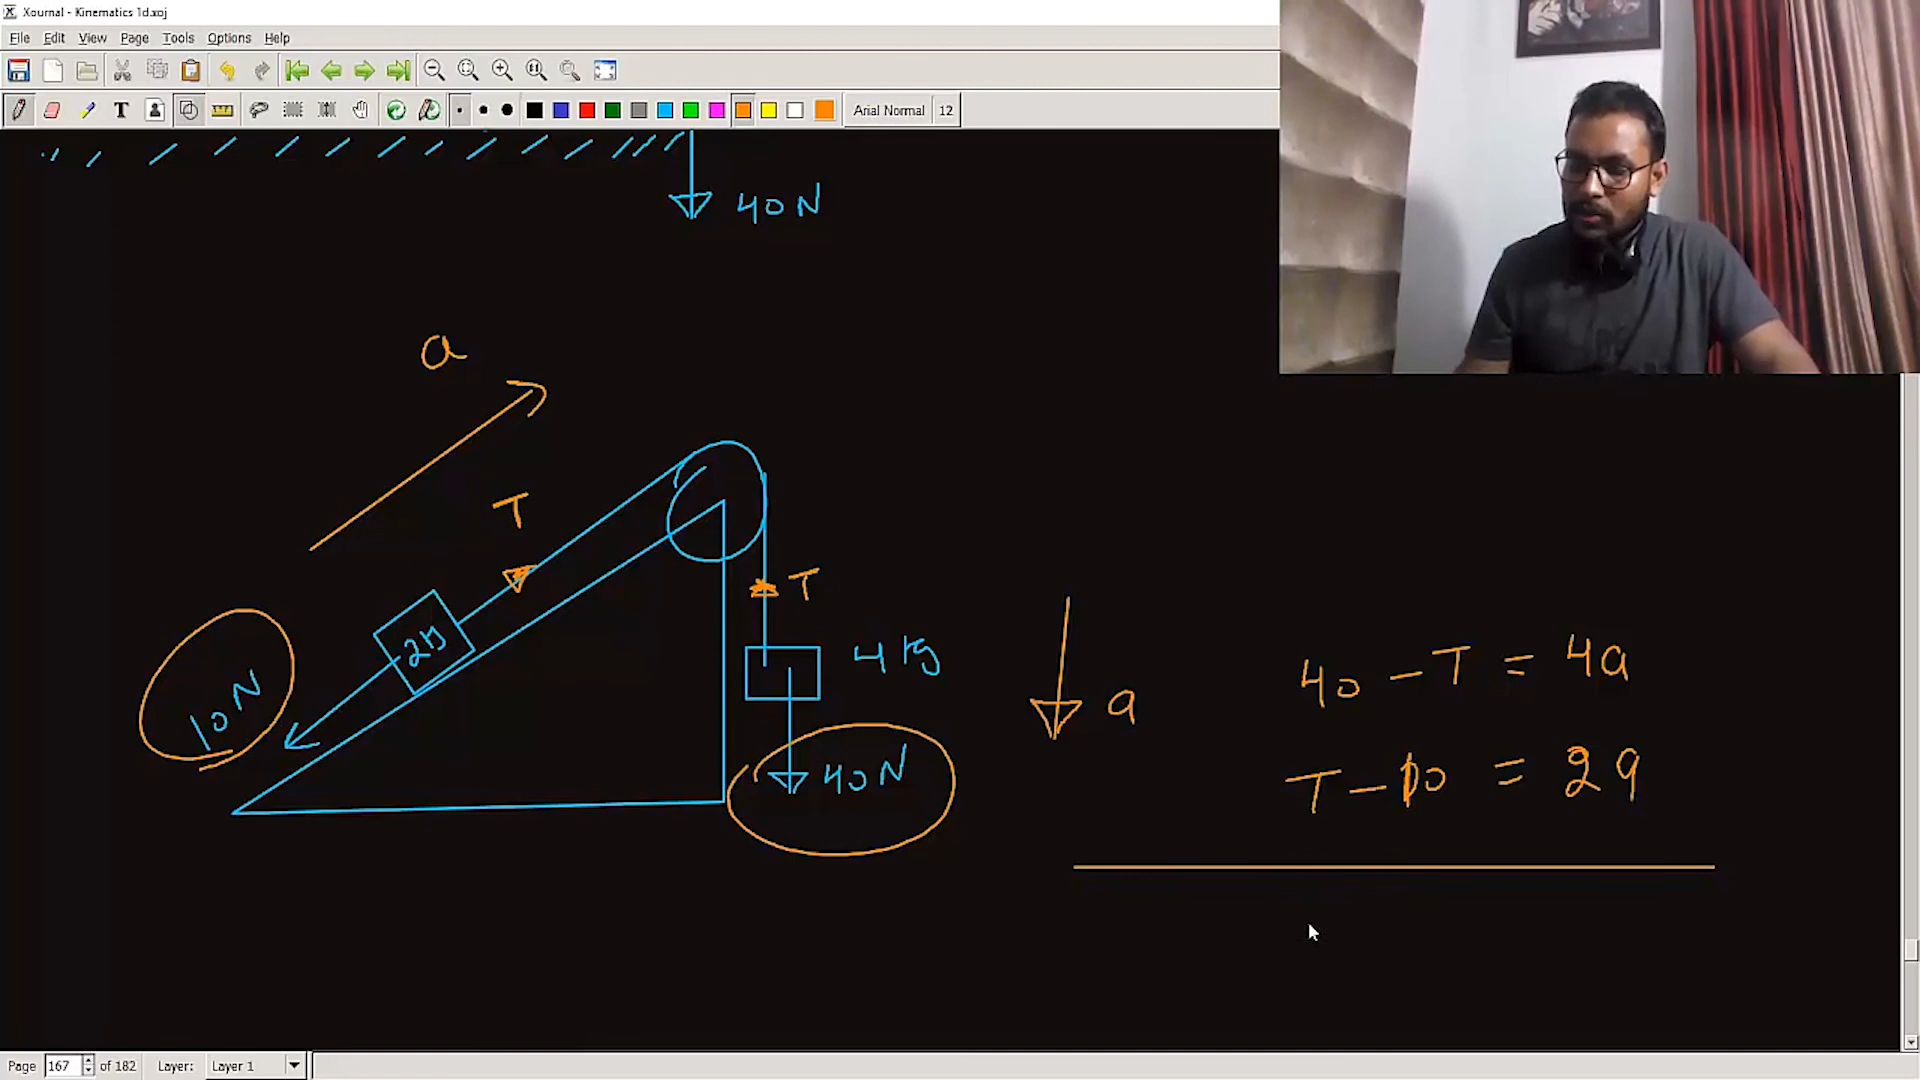 Xournal - Kinematics 1d.xoj
File Edit View Page Tools Options Help
T Arial Normal 12
40N
a
T
T
2kg
4kg
10N
40N
a
40 - T = 4a
T - 10 = 2a
Page 167 of 182 Layer: Layer 1